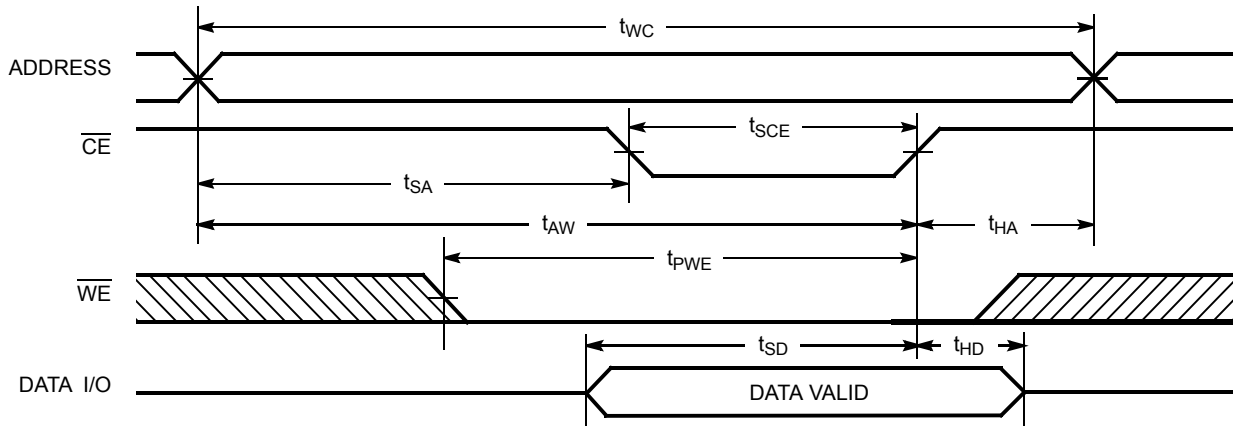 tWC
ADDRESS
CE
tSCE
tSA
tAW
tHA
tPWE
WE
tSD
tHD
DATA I/O
DATA VALID